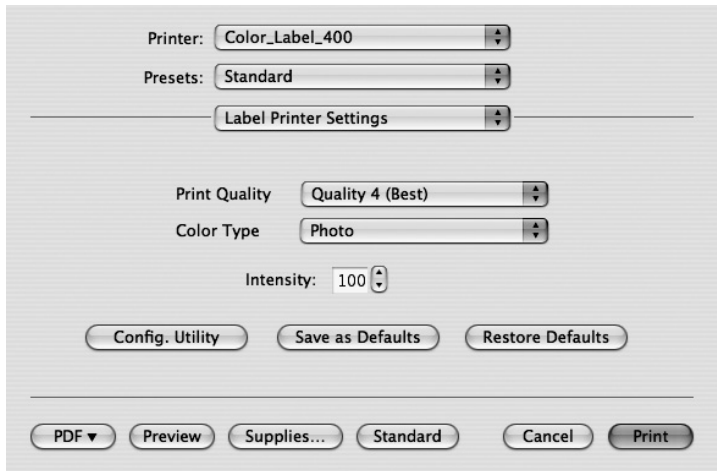 Printer: Color_Label_400
Presets: Standard
Label Printer Settings
Print Quality Quality 4 (Best)
Color Type Photo
Intensity: 100
Config. Utility Save as Defaults Restore Defaults
PDF ▼ Preview Supplies... Standard Cancel Print